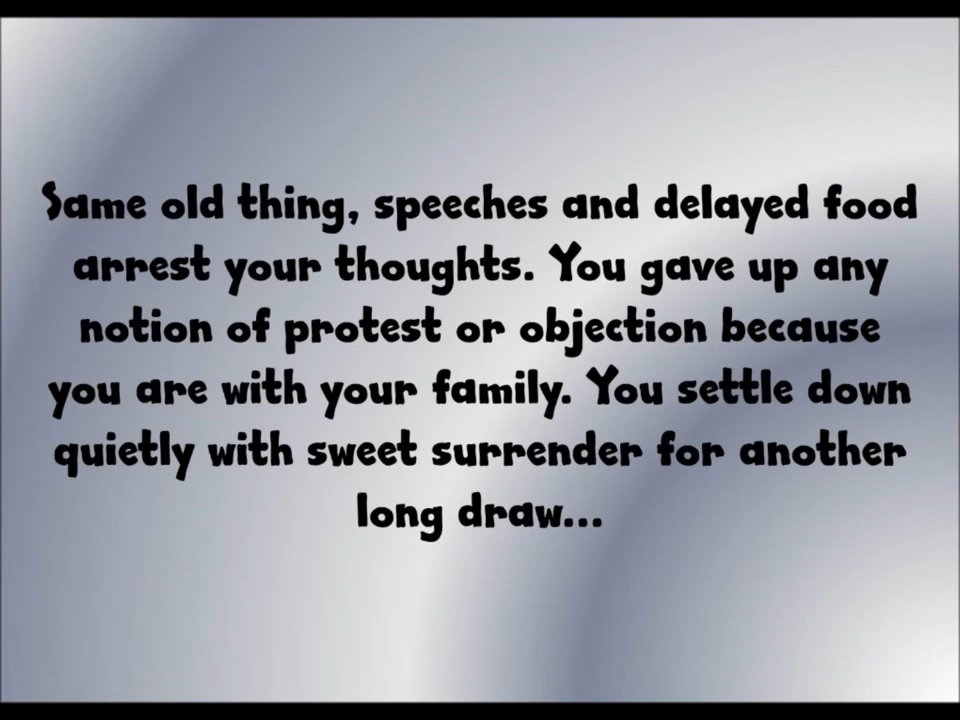 Same old thing, speeches and delayed food
arrest your thoughts. You gave up any
notion of protest or objection because
you are with your family. You settle down
quietly with sweet surrender for another
long draw...